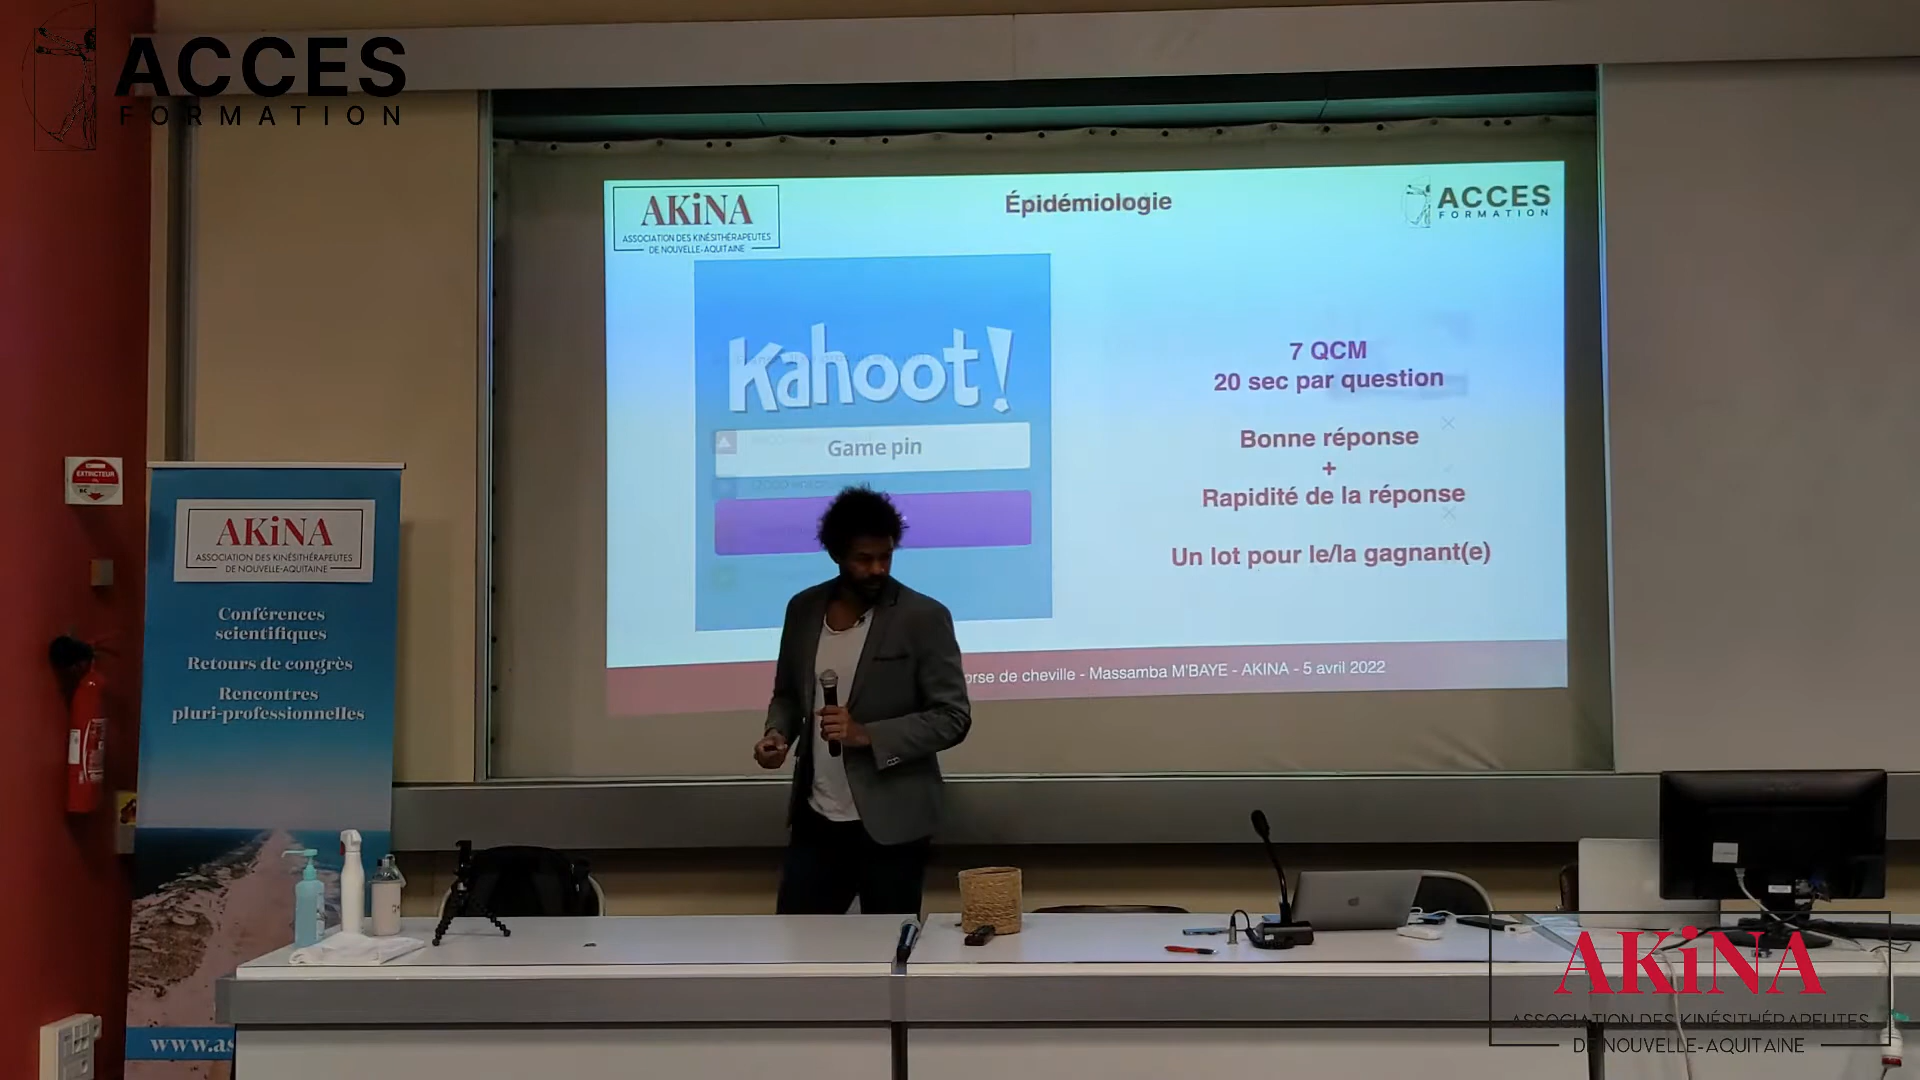 ACCES
FORMATION
AKiNA
ASSOCIATION DES KINÉSITHÉRAPEUTES
DE NOUVELLE-AQUITAINE
Épidémiologie
ACCES
FORMATION
Kahoot!
Game pin
7 QCM
20 sec par question
Bonne réponse
+
Rapidité de la réponse
Un lot pour le/la gagnant(e)
de cheville - Massamba M'BAYE - AKINA - 5 avril 2022
EXTINCTEUR
AKiNA
ASSOCIATION DES KINÉSITHÉRAPEUTES
DE NOUVELLE-AQUITAINE
Conférences
scientifiques
Retours de congrès
Rencontres
pluri-professionnelles
www.as
AKiNA
ASSOCIATION DES KINÉSITHÉRAPEUTES
DE NOUVELLE-AQUITAINE